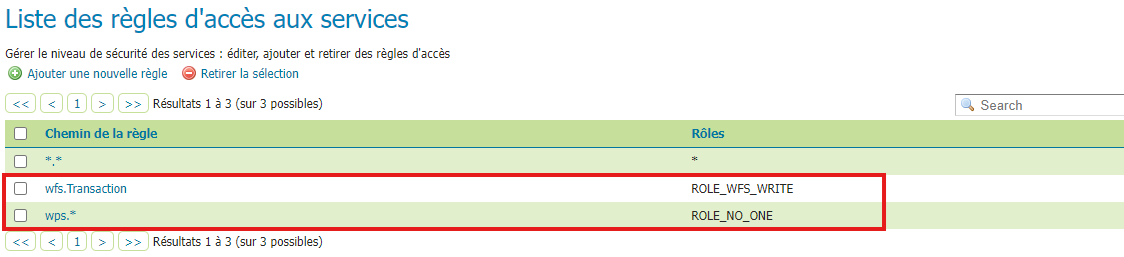 Liste des règles d'accès aux services
Gérer le niveau de sécurité des services : éditer, ajouter et retirer des règles d'accès
Ajouter une nouvelle règle Retirer la sélection
<< < 1 > >> Résultats 1 à 3 (sur 3 possibles) Search
Chemin de la règle Rôles
*.* *
wfs.Transaction ROLE_WFS_WRITE
wps.* ROLE_NO_ONE
<< < 1 > >> Résultats 1 à 3 (sur 3 possibles)